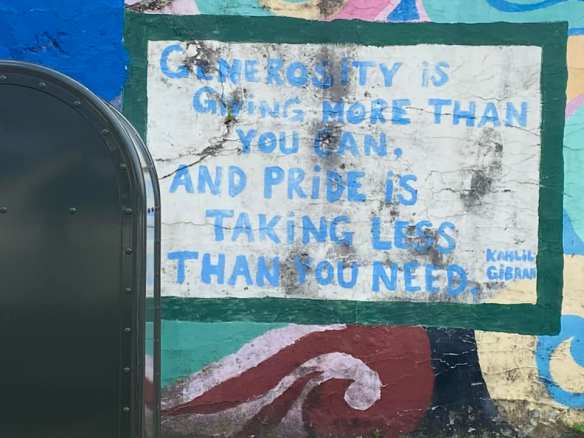 GENEROSITY iS
GiViNG MORE THAN
YOU CAN,
AND PRiDE iS
TAKiNG LESS
THAN YOU NEED.
KAHLiL
GiBRAN